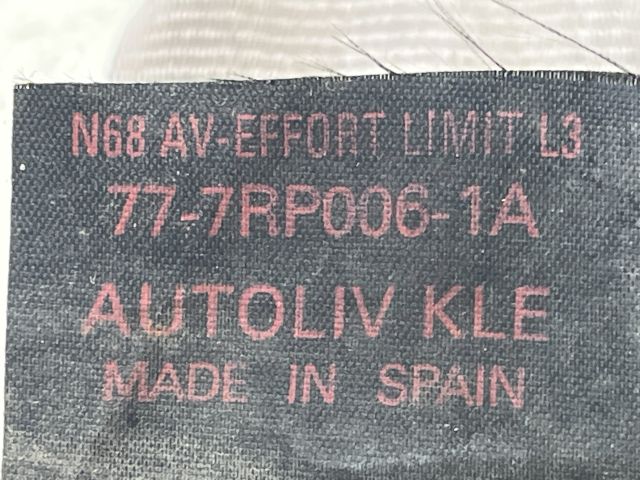 N68 AV-EFFORT LIMIT L3
77-7RP006-1A
AUTOLIV KLE
MADE IN SPAIN